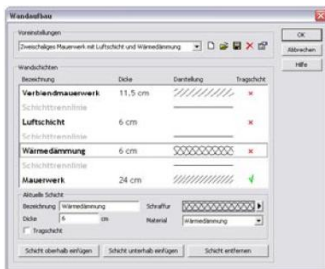 Wandaufbau
Voreinstellungen
Zweischaliges Mauerwerk mit Luftschicht und Wärmedämmung
OK
Abbrechen
Hilfe
Wandschichten
Bezeichnung Dicke Darstellung Tragschicht
Verblendmauerwerk 11,5 cm
Schichttrennlinie
Luftschicht 6 cm
Schichttrennlinie
Wärmedämmung 6 cm
Schichttrennlinie
Mauerwerk 24 cm
Aktuelle Schicht
Bezeichnung Wärmedämmung Schraffur
Dicke 6 cm Material Wärmedämmung
Tragschicht
Schicht oberhalb einfügen Schicht unterhalb einfügen Schicht entfernen